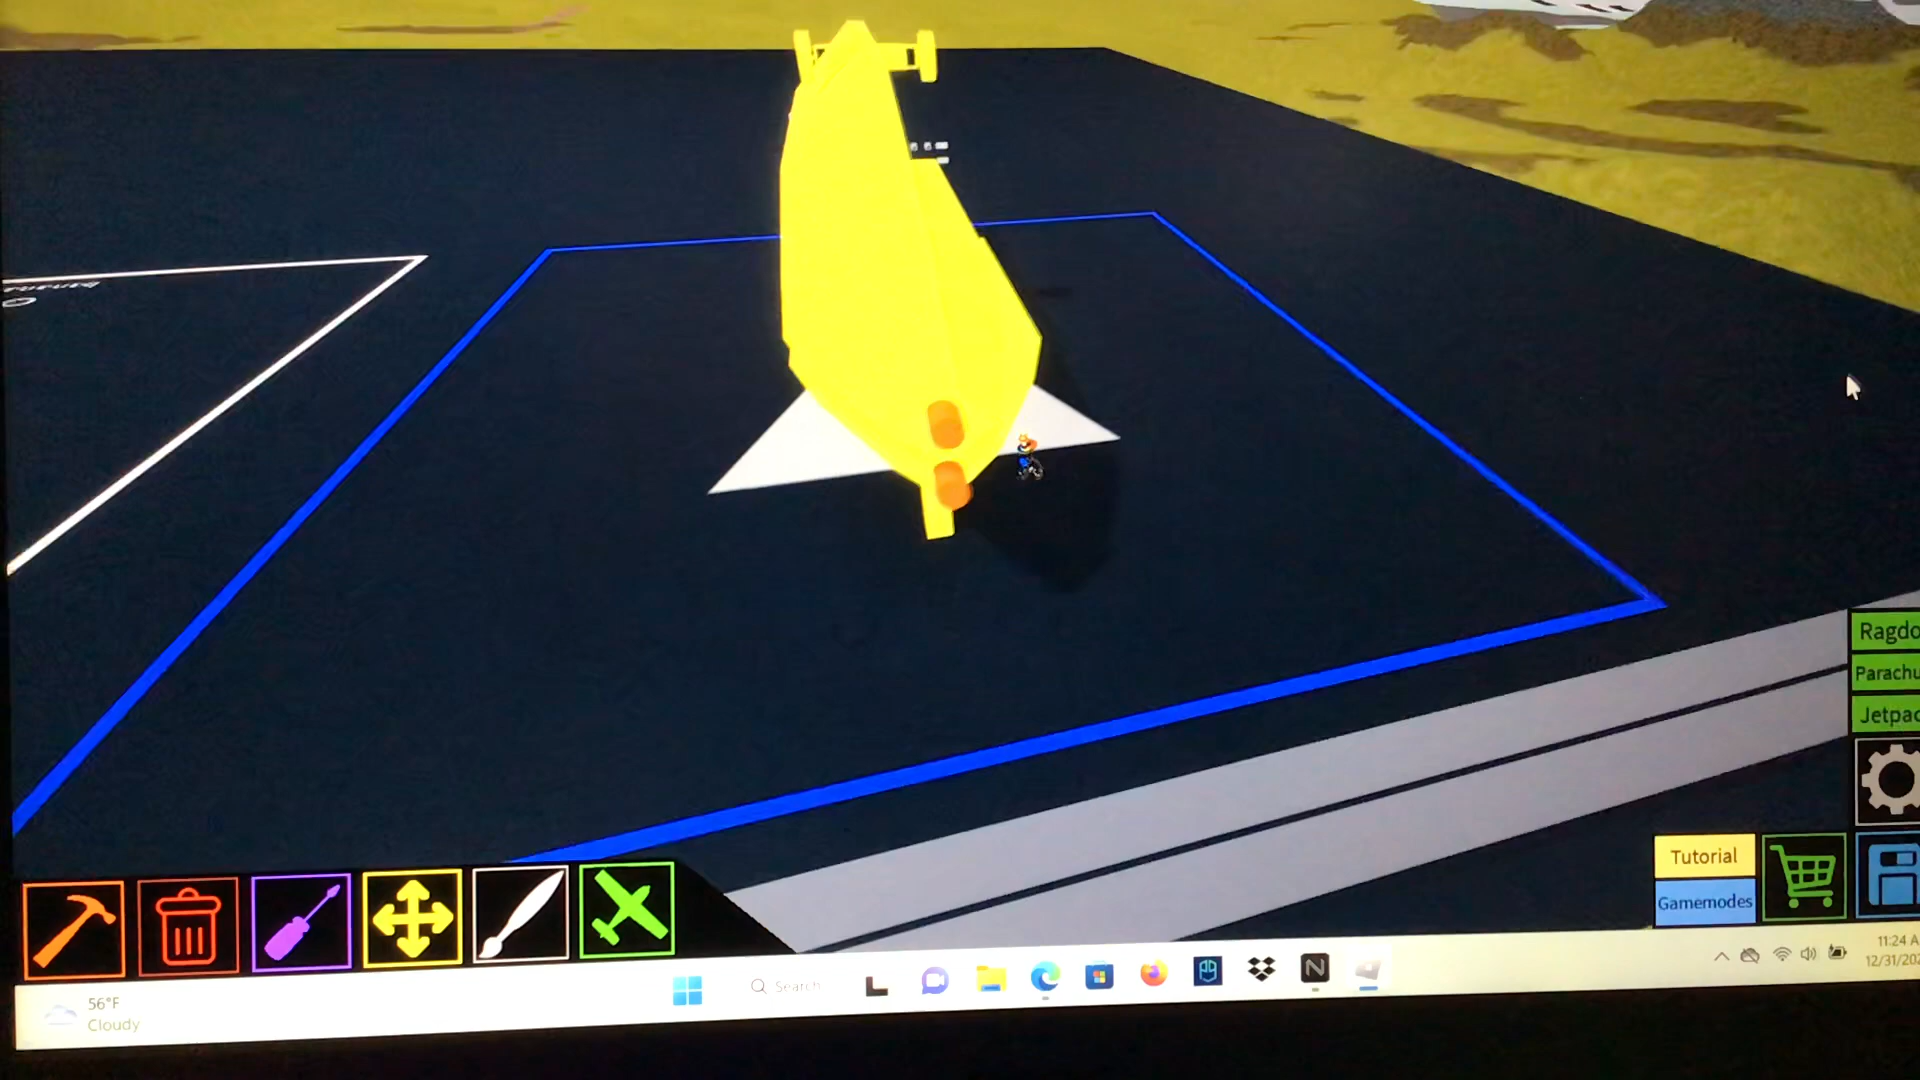 Ragdo
Parachu
Jetpac
Tutorial
Gamemodes
11:24 A
12/31/202
Search
56°F
Cloudy